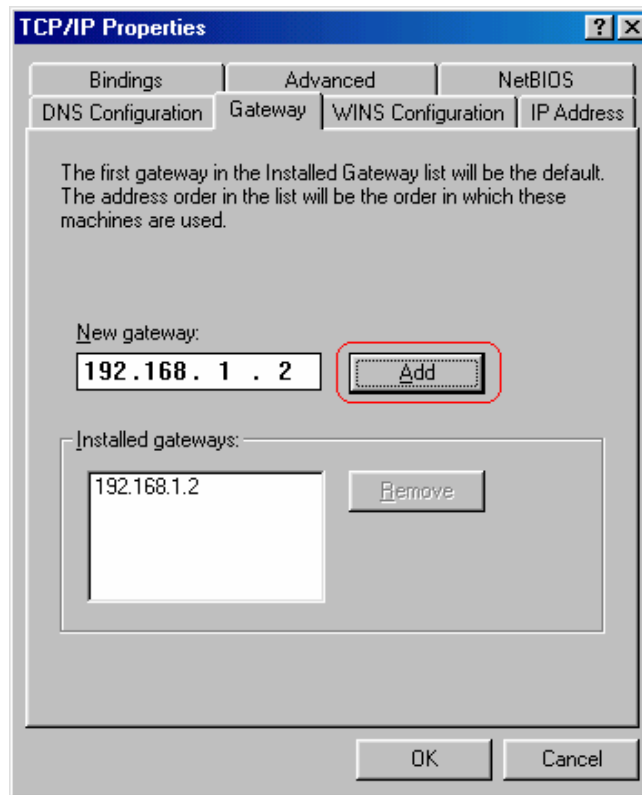 TCP/IP Properties
? X
Bindings Advanced NetBIOS
DNS Configuration Gateway WINS Configuration IP Address
The first gateway in the Installed Gateway list will be the default.
The address order in the list will be the order in which these
machines are used.
New gateway:
192.168. 1 . 2 Add
Installed gateways:
192.168.1.2 Remove
OK Cancel